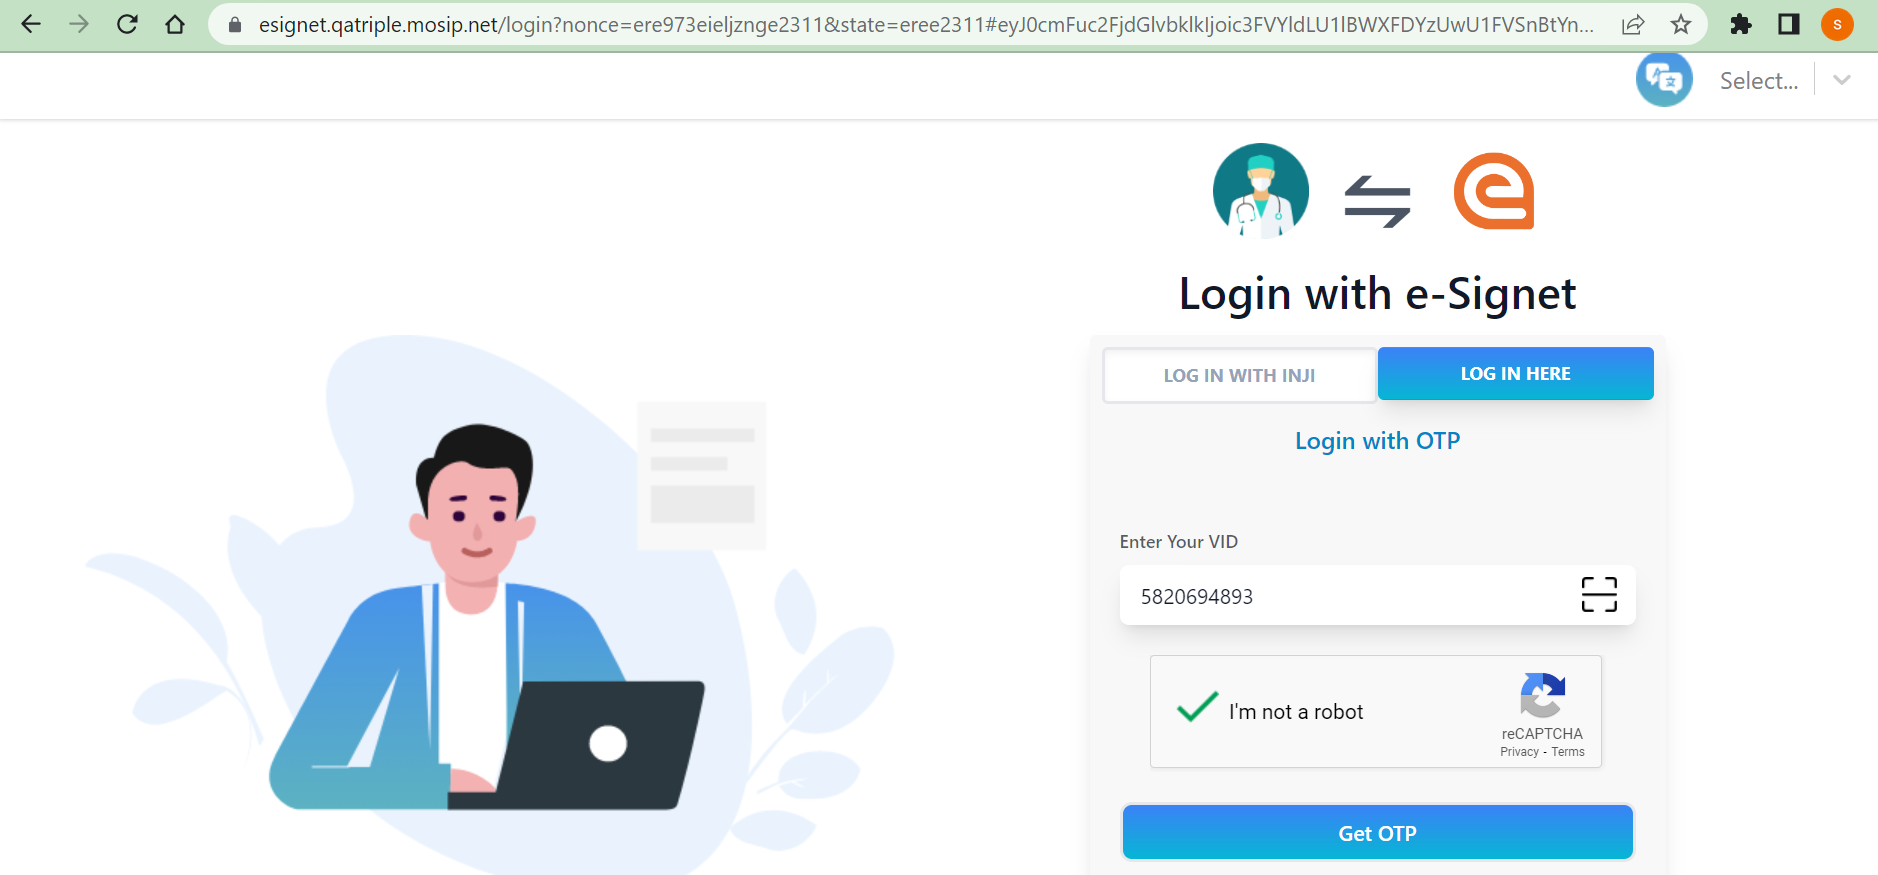 esignet.qatriple.mosip.net/login?nonce=ere973eieljznge2311&state=eree2311#eyJ0cmFuc2FjdGlvbklkIjoic3FVYldLU1lBWXFDYzUwU1FVSnBtYn...
S
Select...
Login with e-Signet
LOG IN WITH INJI LOG IN HERE
Login with OTP
Enter Your VID
5820694893
I'm not a robot
reCAPTCHA
Privacy - Terms
Get OTP